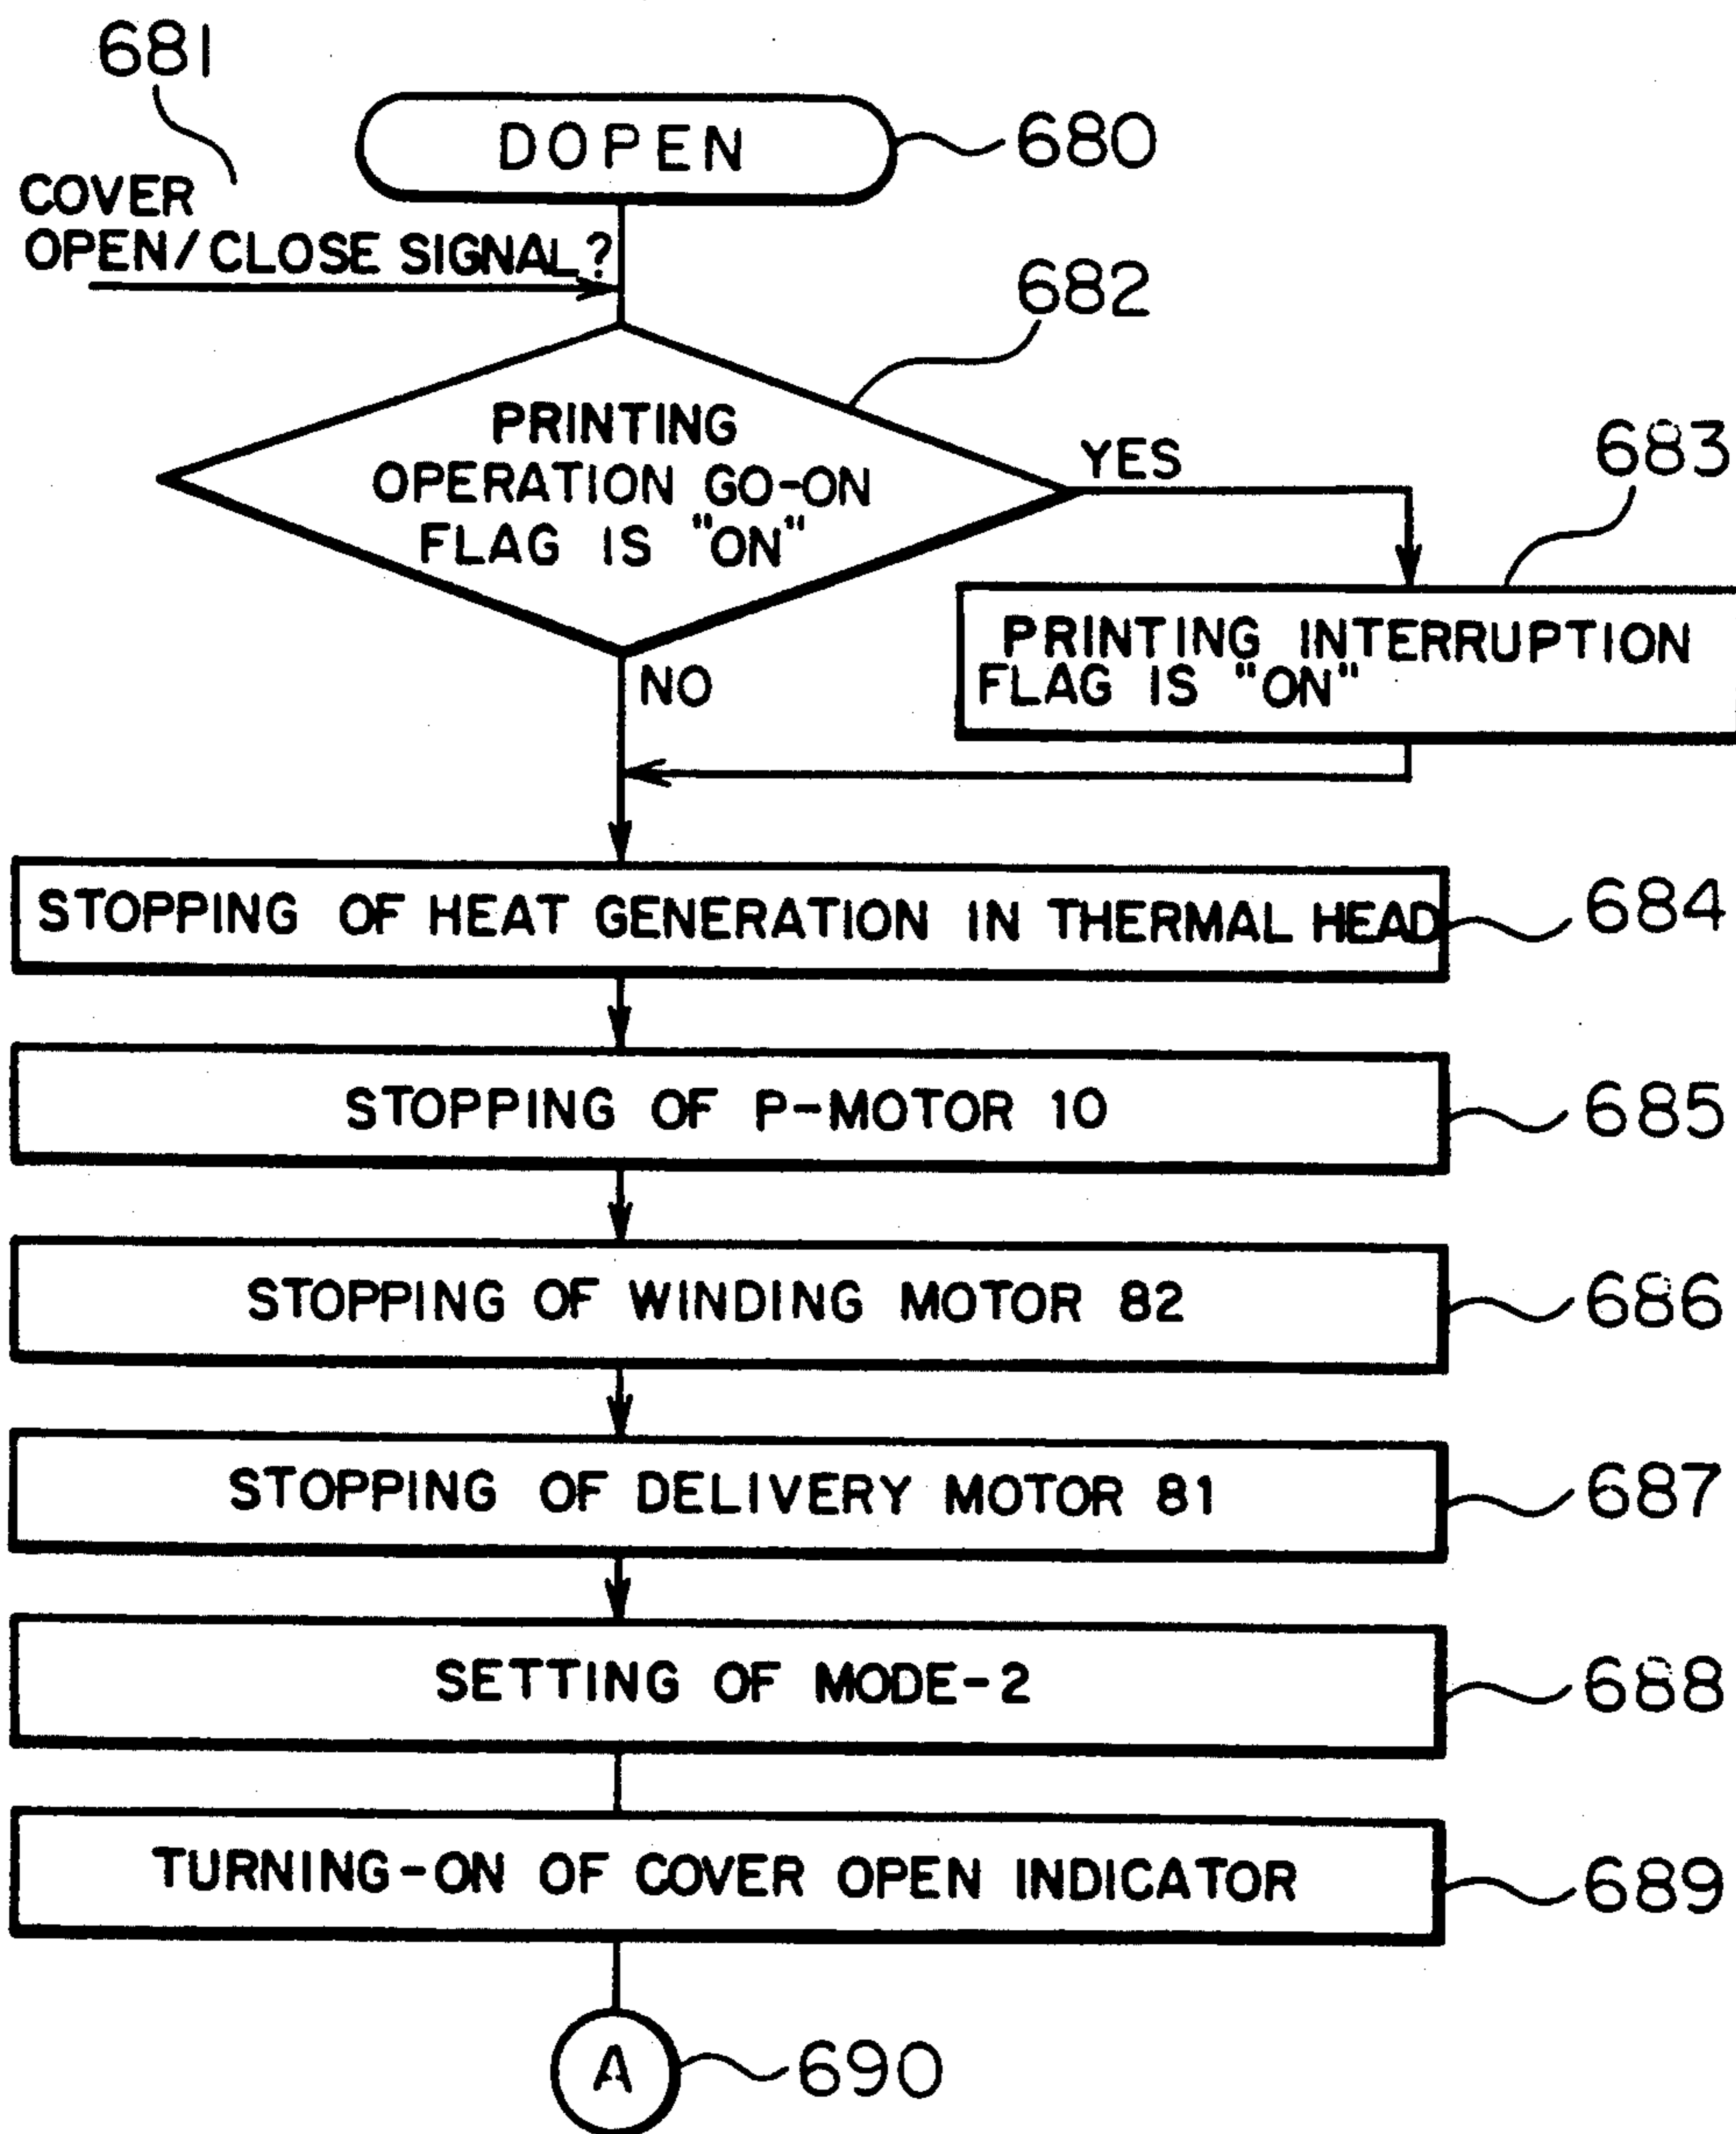 681
DOPEN
680
COVER
OPEN/CLOSE SIGNAL?
682
PRINTING
OPERATION GO-ON
FLAG IS "ON"
YES
683
PRINTING INTERRUPTION
FLAG IS "ON"
NO
STOPPING OF HEAT GENERATION IN THERMAL HEAD
684
STOPPING OF P-MOTOR 10
685
STOPPING OF WINDING MOTOR 82
686
STOPPING OF DELIVERY MOTOR 81
687
SETTING OF MODE-2
688
TURNING-ON OF COVER OPEN INDICATOR
689
A
690